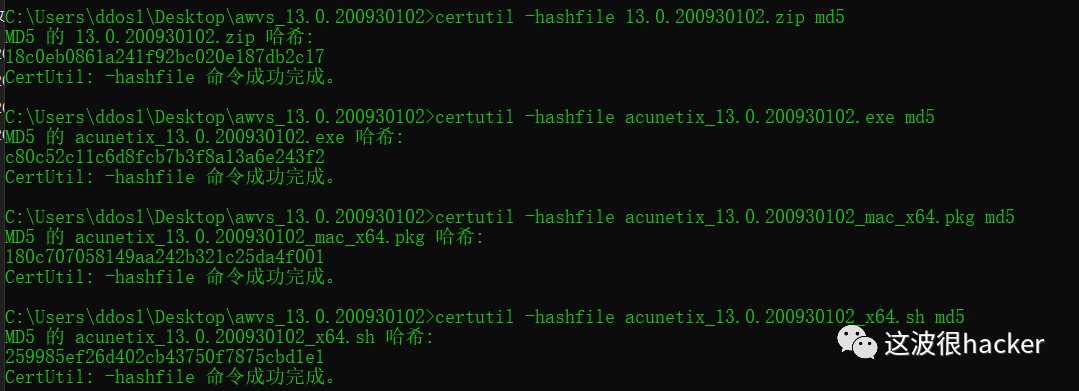 C:\Users\ddosl\Desktop\awvs_13.0.200930102>certutil -hashfile 13.0.200930102.zip md5
MD5 的 13.0.200930102.zip 哈希:
18c0eb0861a241f92bc020e187db2c17
CertUtil: -hashfile 命令成功完成。
C:\Users\ddosl\Desktop\awvs_13.0.200930102>certutil -hashfile acunetix_13.0.200930102.exe md5
MD5 的 acunetix_13.0.200930102.exe 哈希:
c80c52c11c6d8fcb7b3f8a13a6e243f2
CertUtil: -hashfile 命令成功完成。
C:\Users\ddosl\Desktop\awvs_13.0.200930102>certutil -hashfile acunetix_13.0.200930102_mac_x64.pkg md5
MD5 的 acunetix_13.0.200930102_mac_x64.pkg 哈希:
180c707058149aa242b321c25da4f001
CertUtil: -hashfile 命令成功完成。
C:\Users\ddosl\Desktop\awvs_13.0.200930102>certutil -hashfile acunetix_13.0.200930102_x64.sh md5
MD5 的 acunetix_13.0.200930102_x64.sh 哈希:
259985ef26d402cb43750f7875cbd1e1
CertUtil: -hashfile 命令成功完成。
这波很hacker